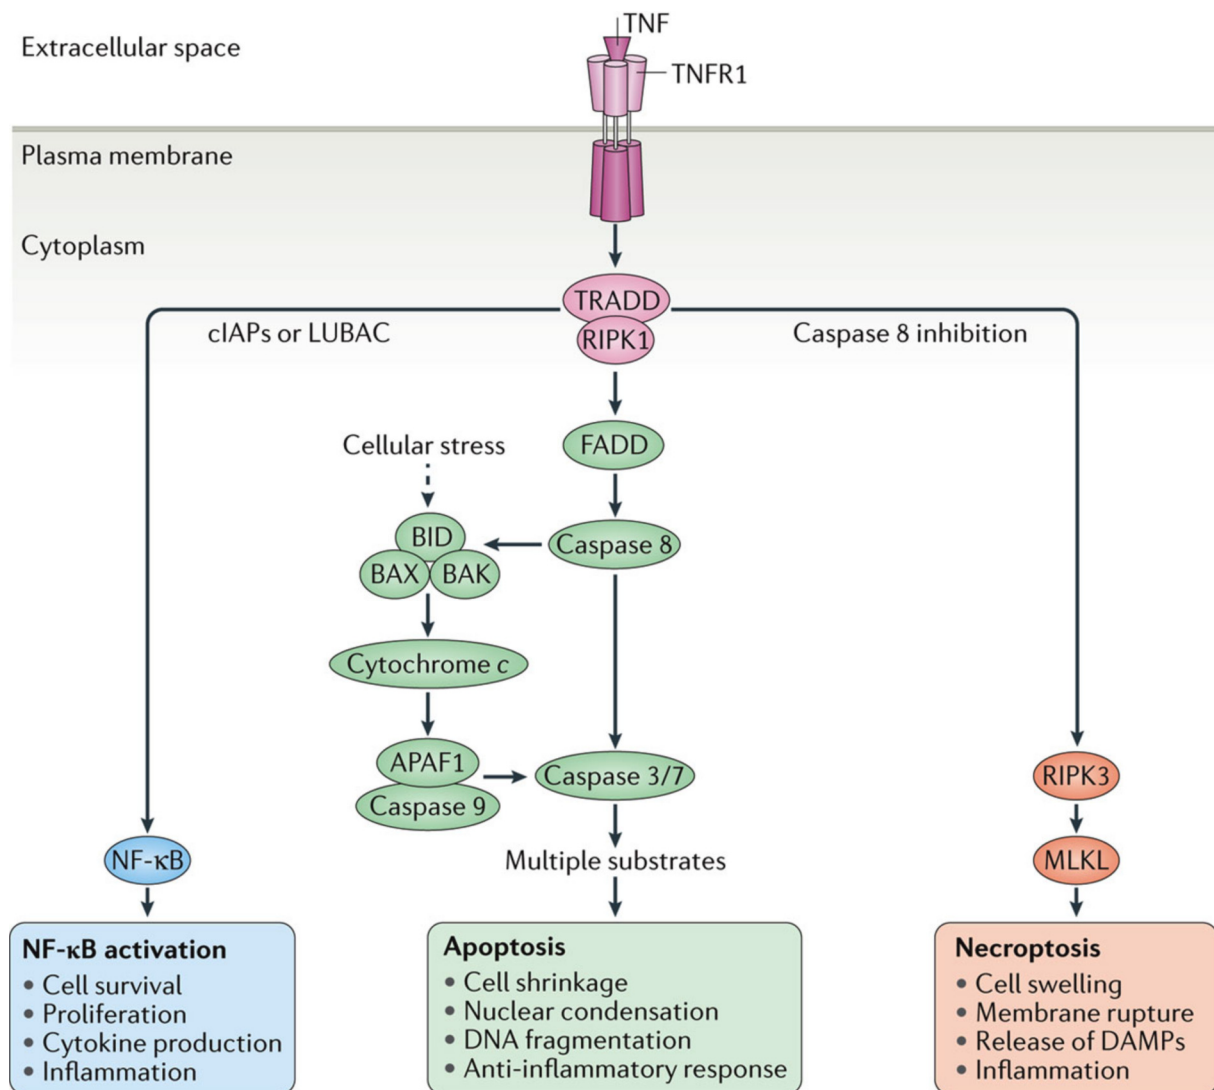 TNF
Extracellular space
TNFR1
Plasma membrane
Cytoplasm
TRADD
cIAPs or LUBAC
Caspase 8 inhibition
RIPK1
Cellular stress
FADD
BID
Caspase 8
BAX
BAK
Cytochrome c
APAF1
Caspase 3/7
RIPK3
Caspase 9
NF-κB
Multiple substrates
MLKL
NF-κB activation
• Cell survival
• Proliferation
• Cytokine production
• Inflammation
Apoptosis
• Cell shrinkage
• Nuclear condensation
• DNA fragmentation
• Anti-inflammatory response
Necroptosis
• Cell swelling
• Membrane rupture
• Release of DAMPs
• Inflammation